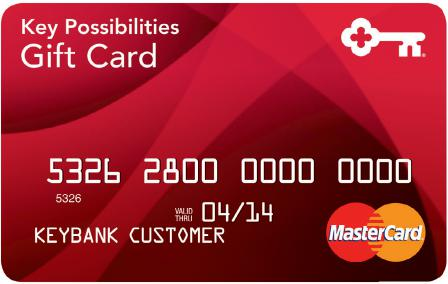 Key Possibilities
Gift Card
5326 2800 0000 0000
5326
VALID
THRU 04/14
KEYBANK CUSTOMER
MasterCard